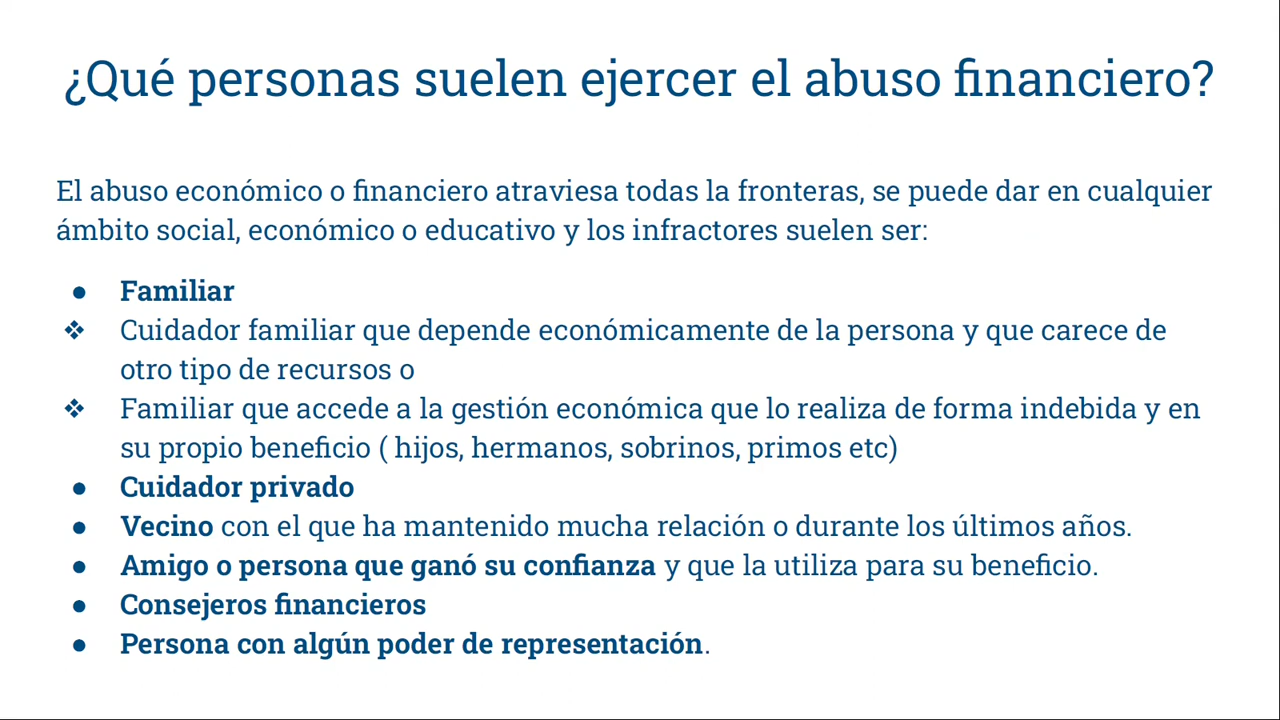 ¿Qué personas suelen ejercer el abuso financiero?
El abuso económico o financiero atraviesa todas la fronteras, se puede dar en cualquier
ámbito social, económico o educativo y los infractores suelen ser:
● Familiar
❖ Cuidador familiar que depende económicamente de la persona y que carece de
otro tipo de recursos o
❖ Familiar que accede a la gestión económica que lo realiza de forma indebida y en
su propio beneficio ( hijos, hermanos, sobrinos, primos etc)
● Cuidador privado
● Vecino con el que ha mantenido mucha relación o durante los últimos años.
● Amigo o persona que ganó su confianza y que la utiliza para su beneficio.
● Consejeros financieros
● Persona con algún poder de representación.